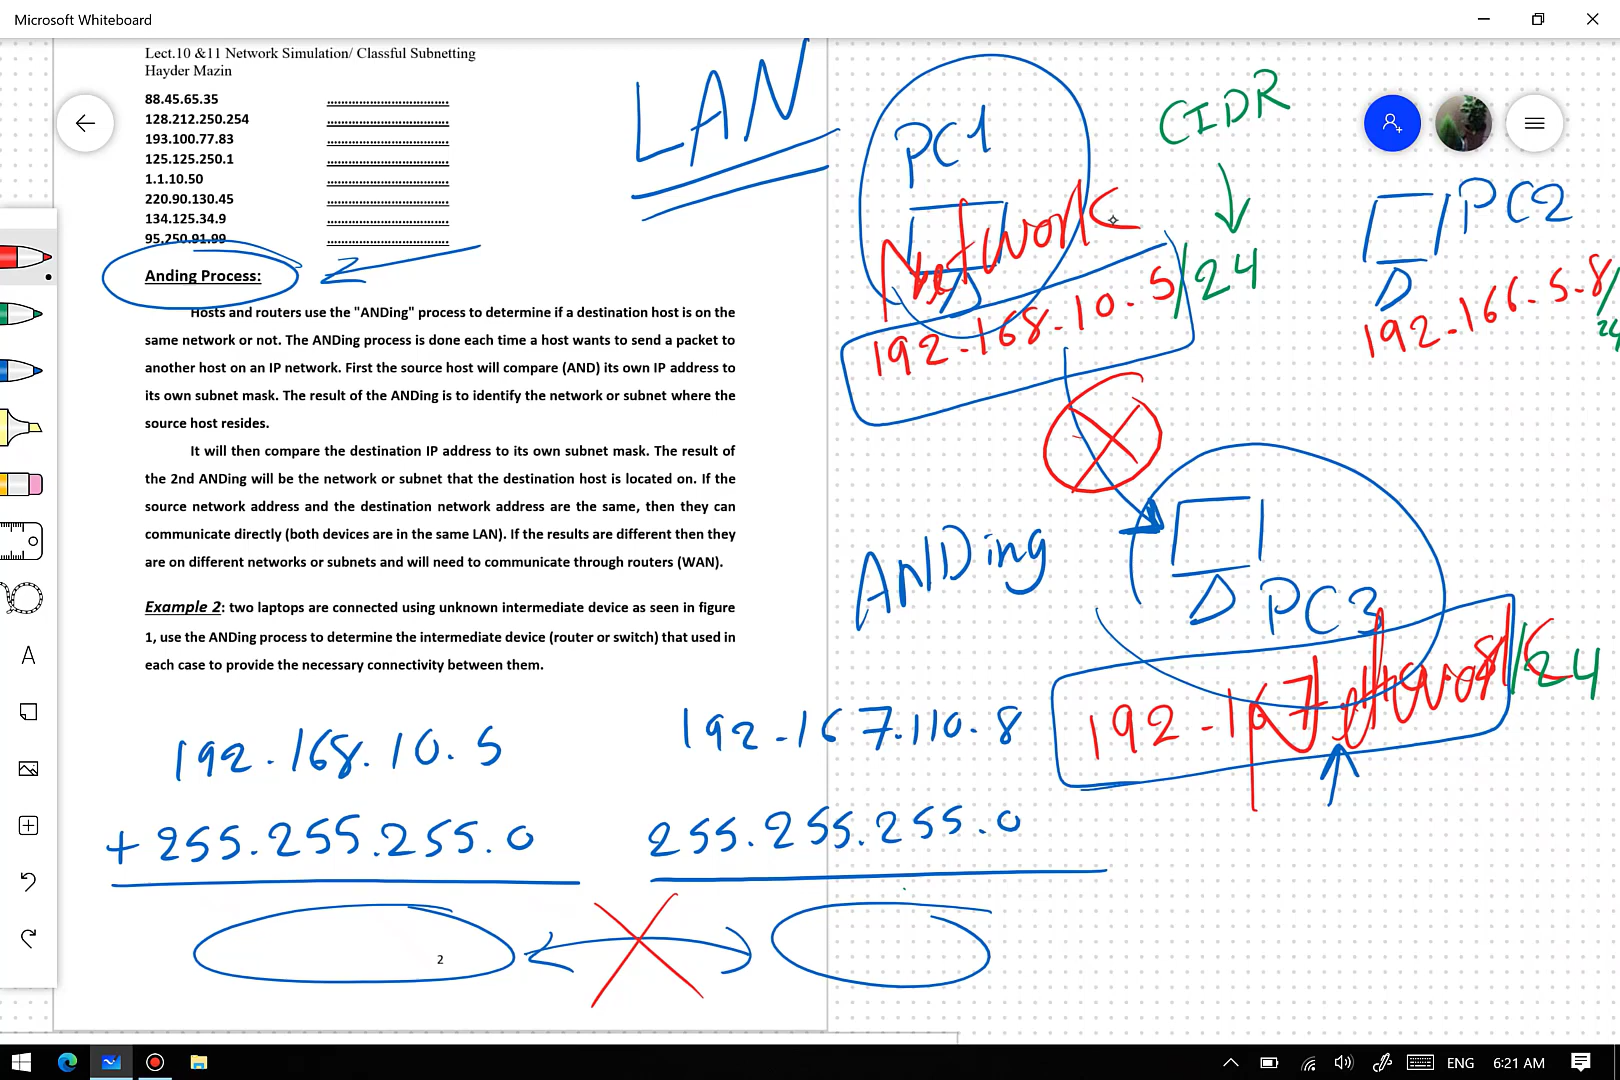 Microsoft Whiteboard
Lect.10 &11 Network Simulation/ Classful Subnetting
Hayder Mazin
88.45.65.35 ................................
128.212.250.254 ................................
193.100.77.83 ................................
125.125.250.1 ................................
1.1.10.50 ................................
220.90.130.45 ................................
134.125.34.9 ................................
95.250.91.99 ................................
Anding Process:
Hosts and routers use the "ANDing" process to determine if a destination host is on the
same network or not. The ANDing process is done each time a host wants to send a packet to
another host on an IP network. First the source host will compare (AND) its own IP address to
its own subnet mask. The result of the ANDing is to identify the network or subnet where the
source host resides.
It will then compare the destination IP address to its own subnet mask. The result of
the 2nd ANDing will be the network or subnet that the destination host is located on. If the
source network address and the destination network address are the same, then they can
communicate directly (both devices are in the same LAN). If the results are different then they
are on different networks or subnets and will need to communicate through routers (WAN).
Example 2: two laptops are connected using unknown intermediate device as seen in figure
1, use the ANDing process to determine the intermediate device (router or switch) that used in
each case to provide the necessary connectivity between them.
192.168.10.5
+255.255.255.0
192.167.110.8
255.255.255.0
2
LAN
PC1
Network
192.168.10.5/24
CIDR
PC2
192.166.5.8/
24
ANDing
PC3
192.167
/24
A
ENG 6:21 AM